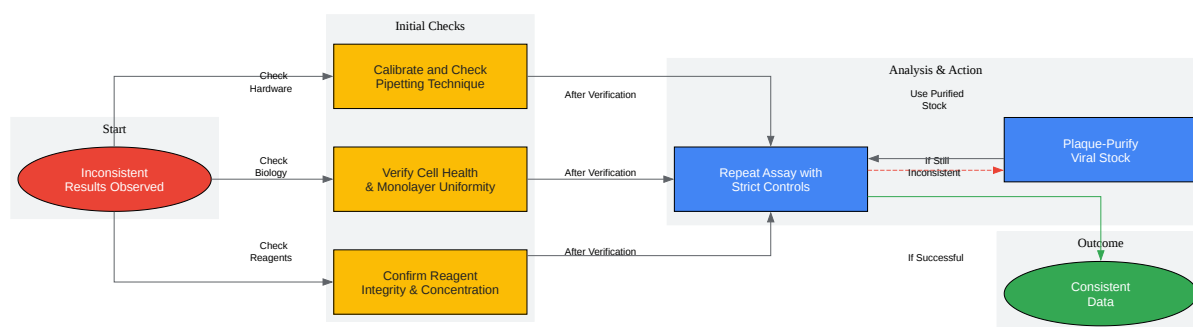 Initial Checks
Calibrate and Check
Pipetting Technique
Check
Hardware
After Verification
Analysis & Action
Use Purified
Stock
Start
Inconsistent
Results Observed
Check
Biology
Verify Cell Health
& Monolayer Uniformity
After Verification
Repeat Assay with
Strict Controls
If Still
Inconsistent
Plaque-Purify
Viral Stock
Check
Reagents
Confirm Reagent
Integrity & Concentration
After Verification
If Successful
Outcome
Consistent
Data